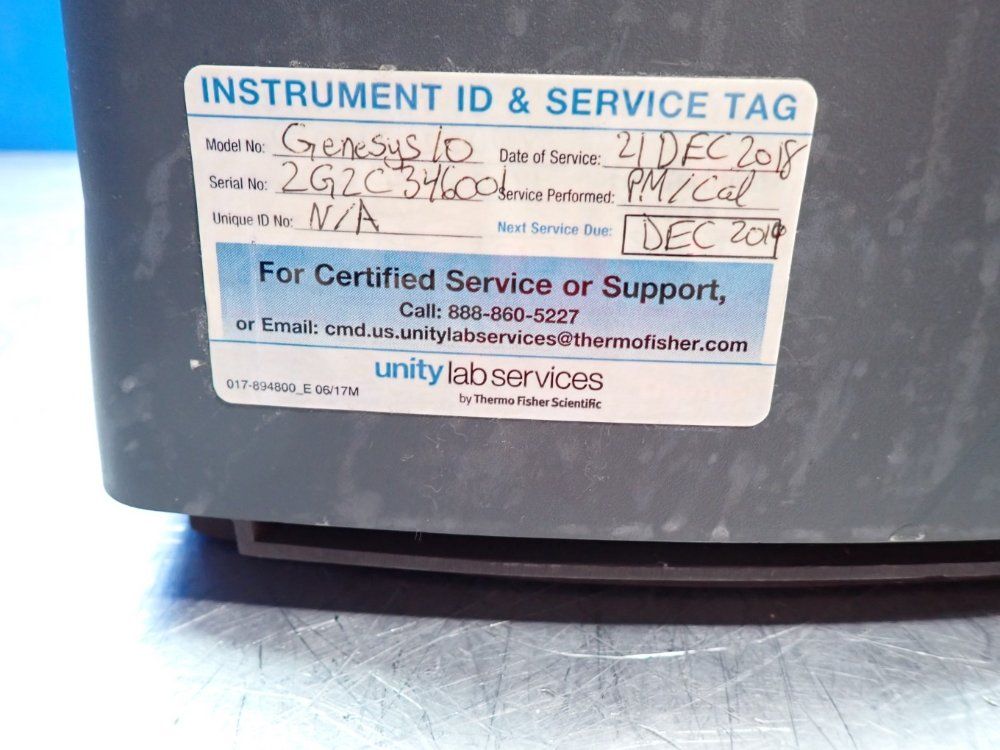 INSTRUMENT ID & SERVICE TAG
Model No: Genesys 10 Date of Service: 21 DEC 2018
Serial No: 2G2C346001 Service Performed: PM/Cal
Unique ID No: N/A Next Service Due: DEC 2019
For Certified Service or Support,
Call: 888-860-5227
or Email: cmd.us.unitylabservices@thermofisher.com
unity lab services
017-894800_E 06/17M by Thermo Fisher Scientific